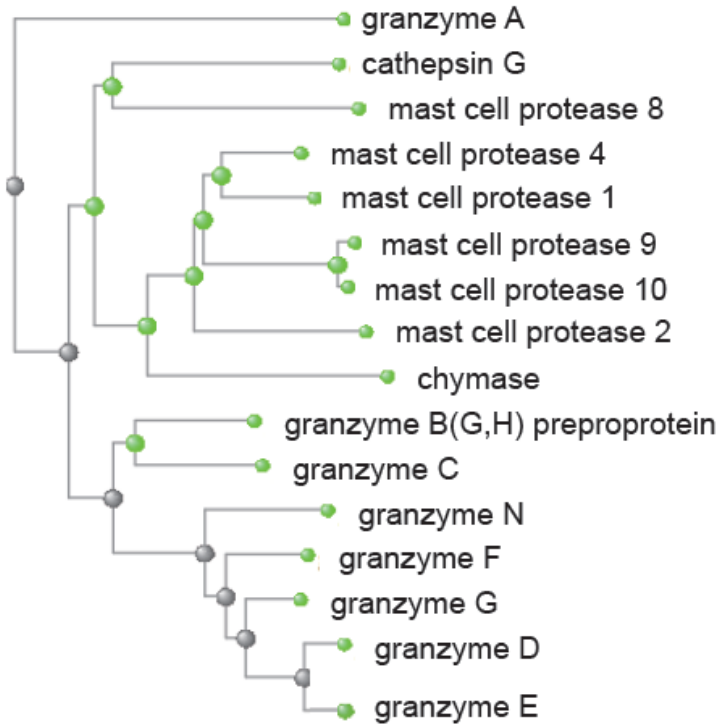 granzyme A
cathepsin G
mast cell protease 8
mast cell protease 4
mast cell protease 1
mast cell protease 9
mast cell protease 10
mast cell protease 2
chymase
granzyme B(G,H) preproprotein
granzyme C
granzyme N
granzyme F
granzyme G
granzyme D
granzyme E